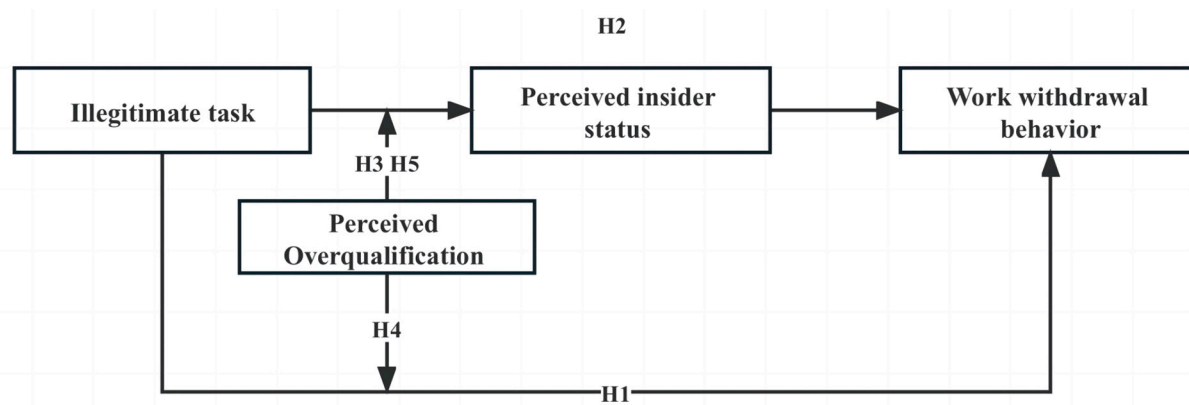 H2
Illegitimate task
Perceived insider
status
Work withdrawal
behavior
H3 H5
Perceived
Overqualification
H4
H1